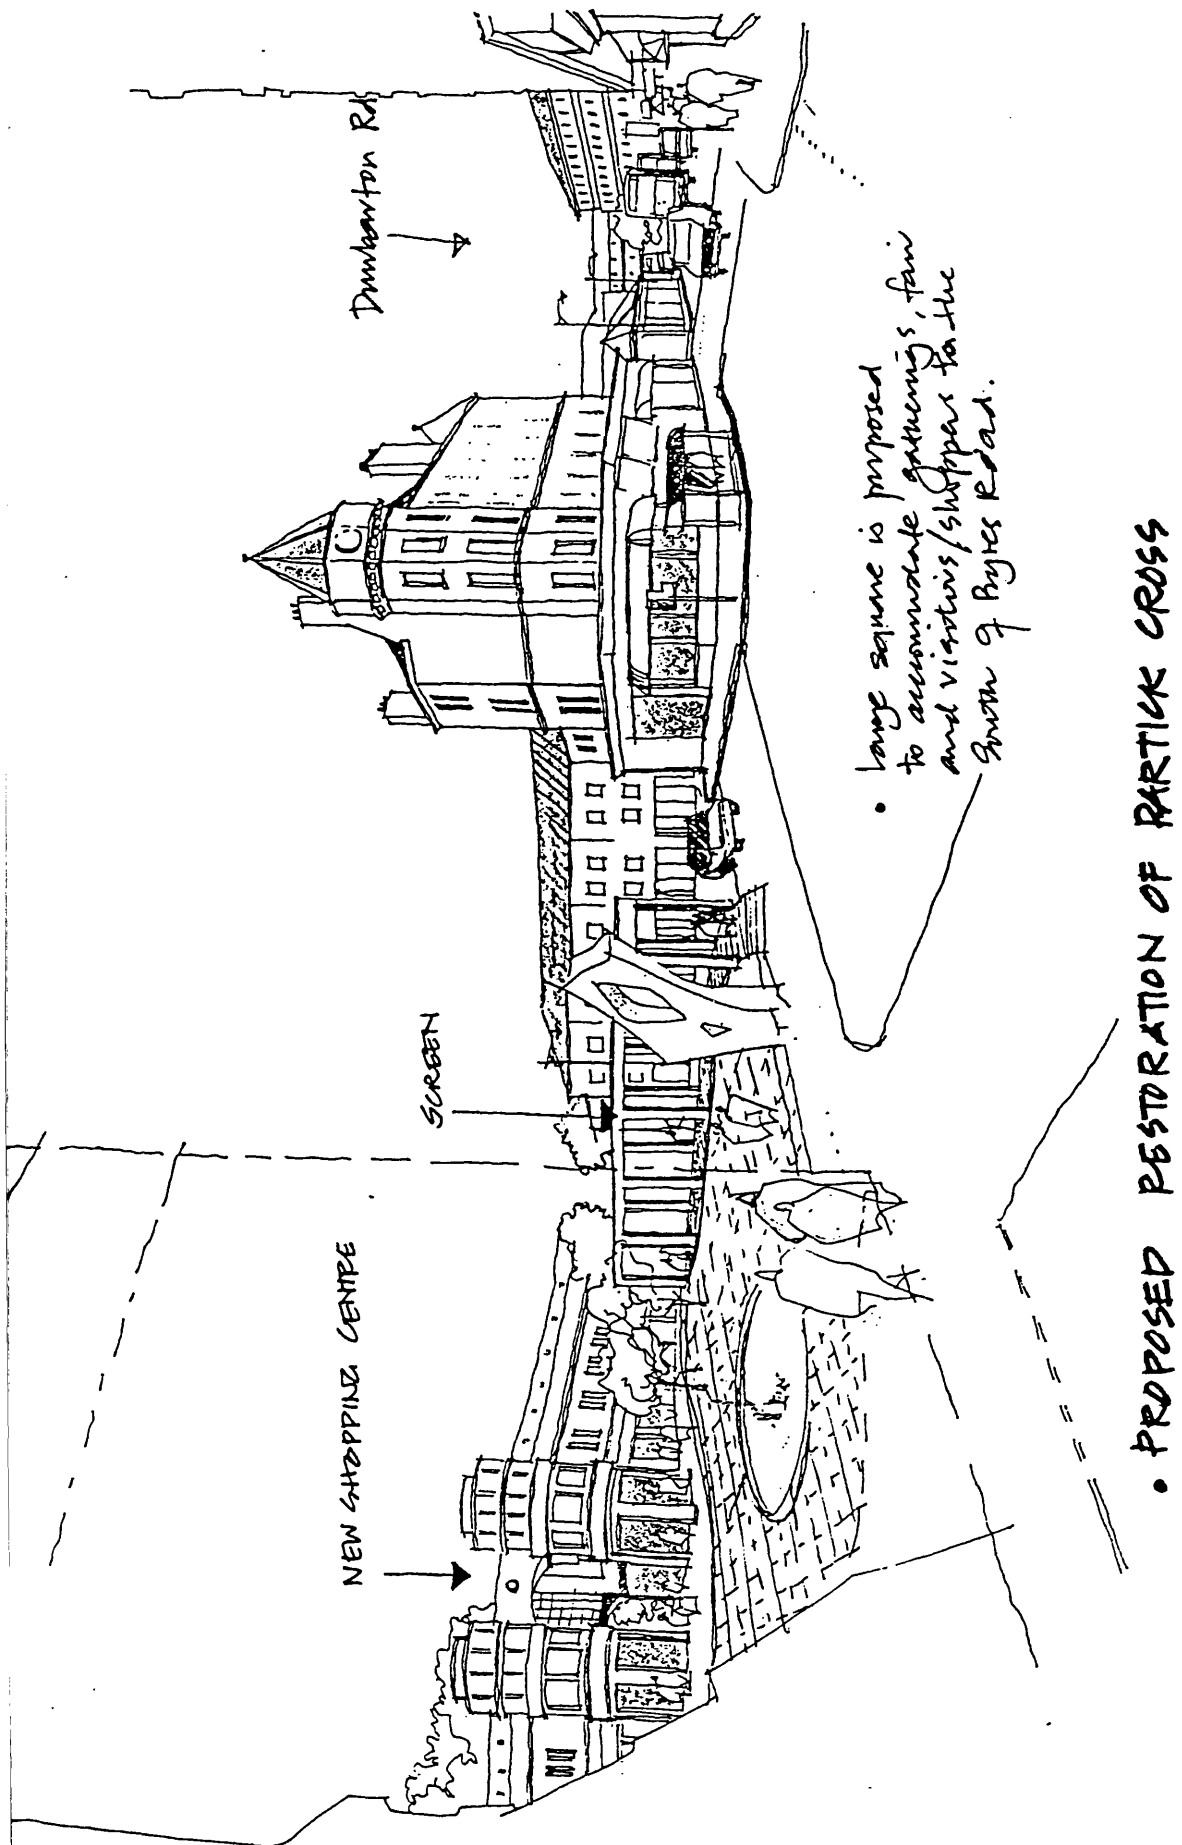 NEW SHOPPING CENTRE
SCREEN
Dumbarton Rd
• Large square is proposed
to accommodate gatherings, fair
and visitors/shoppers to the
South of Byres Road.
• PROPOSED RESTORATION OF PARTICK CROSS